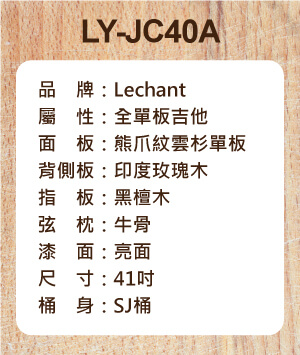 LY-JC40A
品　牌：Lechant
屬　性：全單板吉他
面　板：熊爪紋雲杉單板
背側板：印度玫瑰木
指　板：黑檀木
弦　枕：牛骨
漆　面：亮面
尺　寸：41吋
桶　身：SJ桶